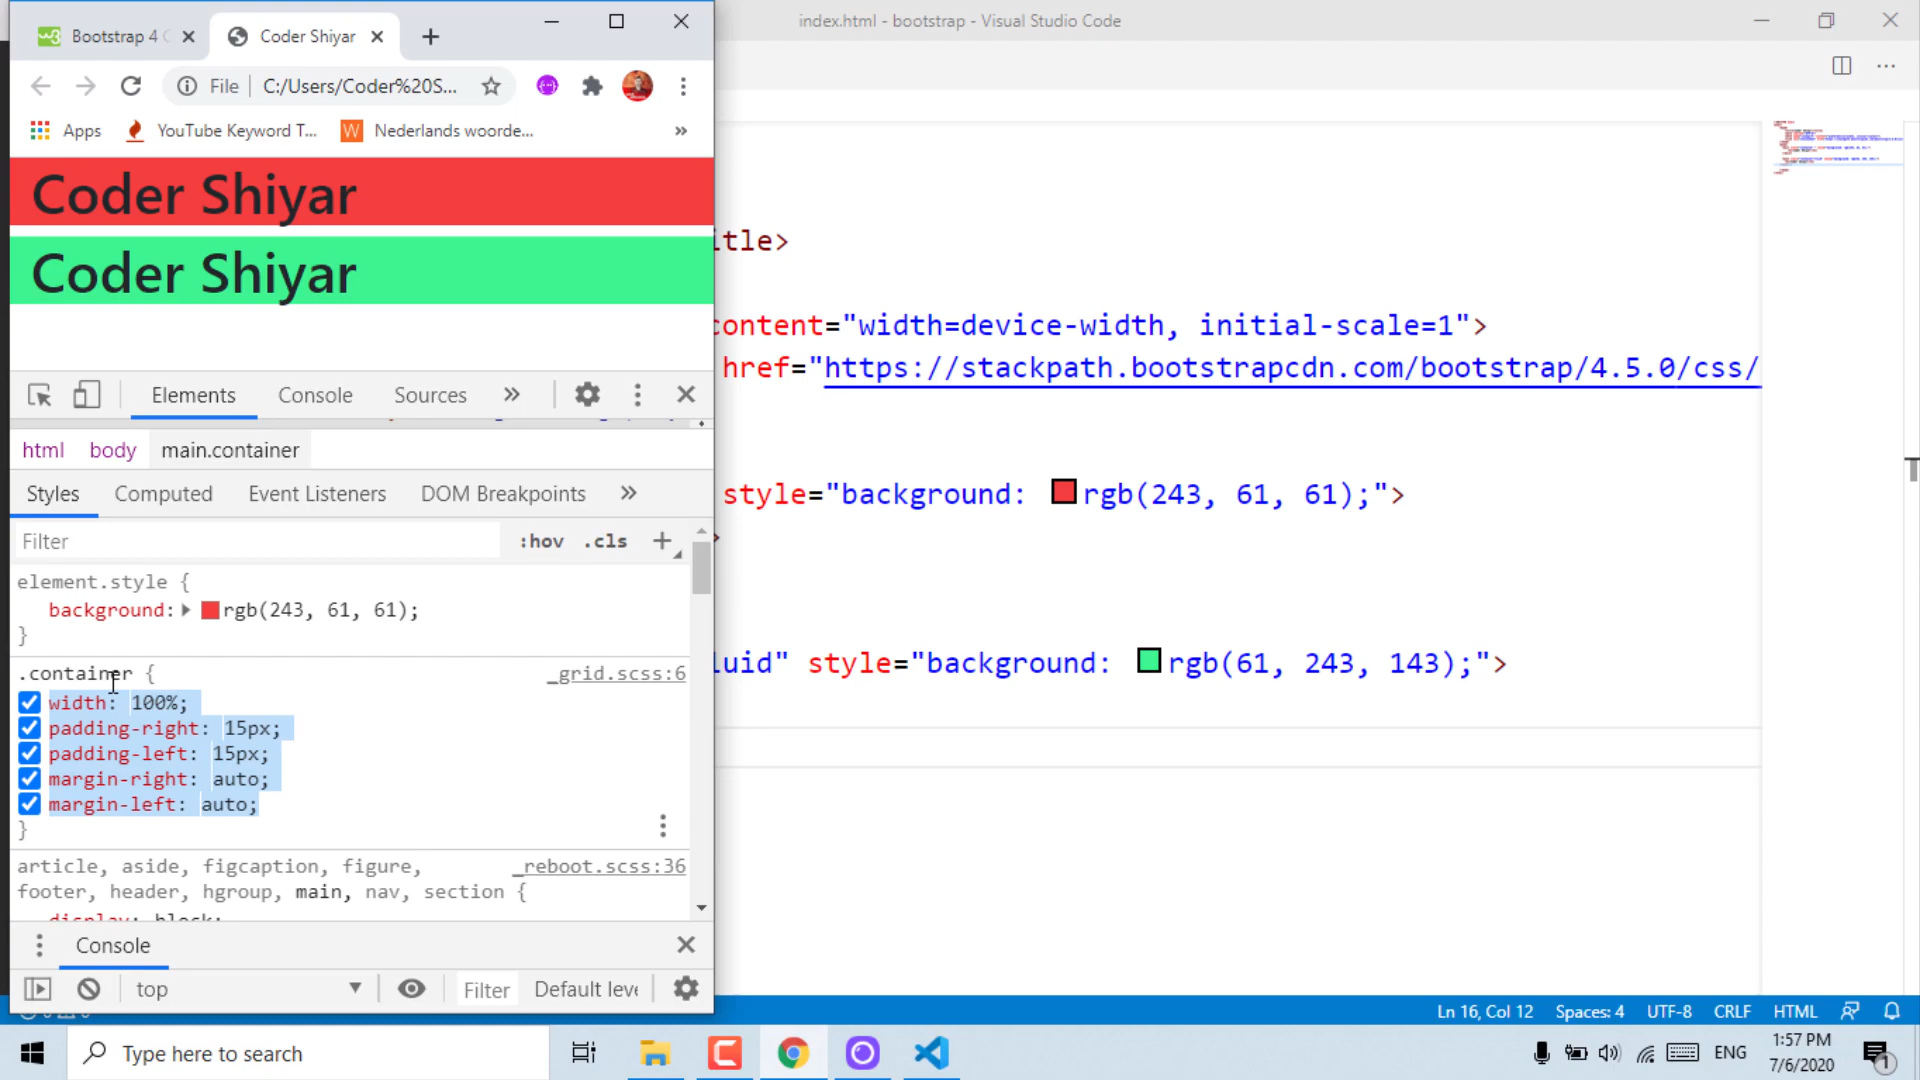 index.html - bootstrap - Visual Studio Code
Bootstrap 4 C
Coder Shiyar
File
C:/Users/Coder%20S...
Apps
YouTube Keyword T...
Nederlands woorde...
Coder Shiyar
Coder Shiyar
itle>
content="width=device-width, initial-scale=1">
href="https://stackpath.bootstrapcdn.com/bootstrap/4.5.0/css/
style="background: rgb(243, 61, 61);">
>
luid" style="background: rgb(61, 243, 143);">
Elements
Console
Sources
html
body
main.container
Styles
Computed
Event Listeners
DOM Breakpoints
Filter
:hov
.cls
element.style {
background: rgb(243, 61, 61);
}
.container {
_grid.scss:6
width: 100%;
padding-right: 15px;
padding-left: 15px;
margin-right: auto;
margin-left: auto;
}
article, aside, figcaption, figure,
_reboot.scss:36
footer, header, hgroup, main, nav, section {
display: block;
Console
top
Filter
Default leve
Ln 16, Col 12
Spaces: 4
UTF-8
CRLF
HTML
Type here to search
ENG
1:57 PM
7/6/2020
1